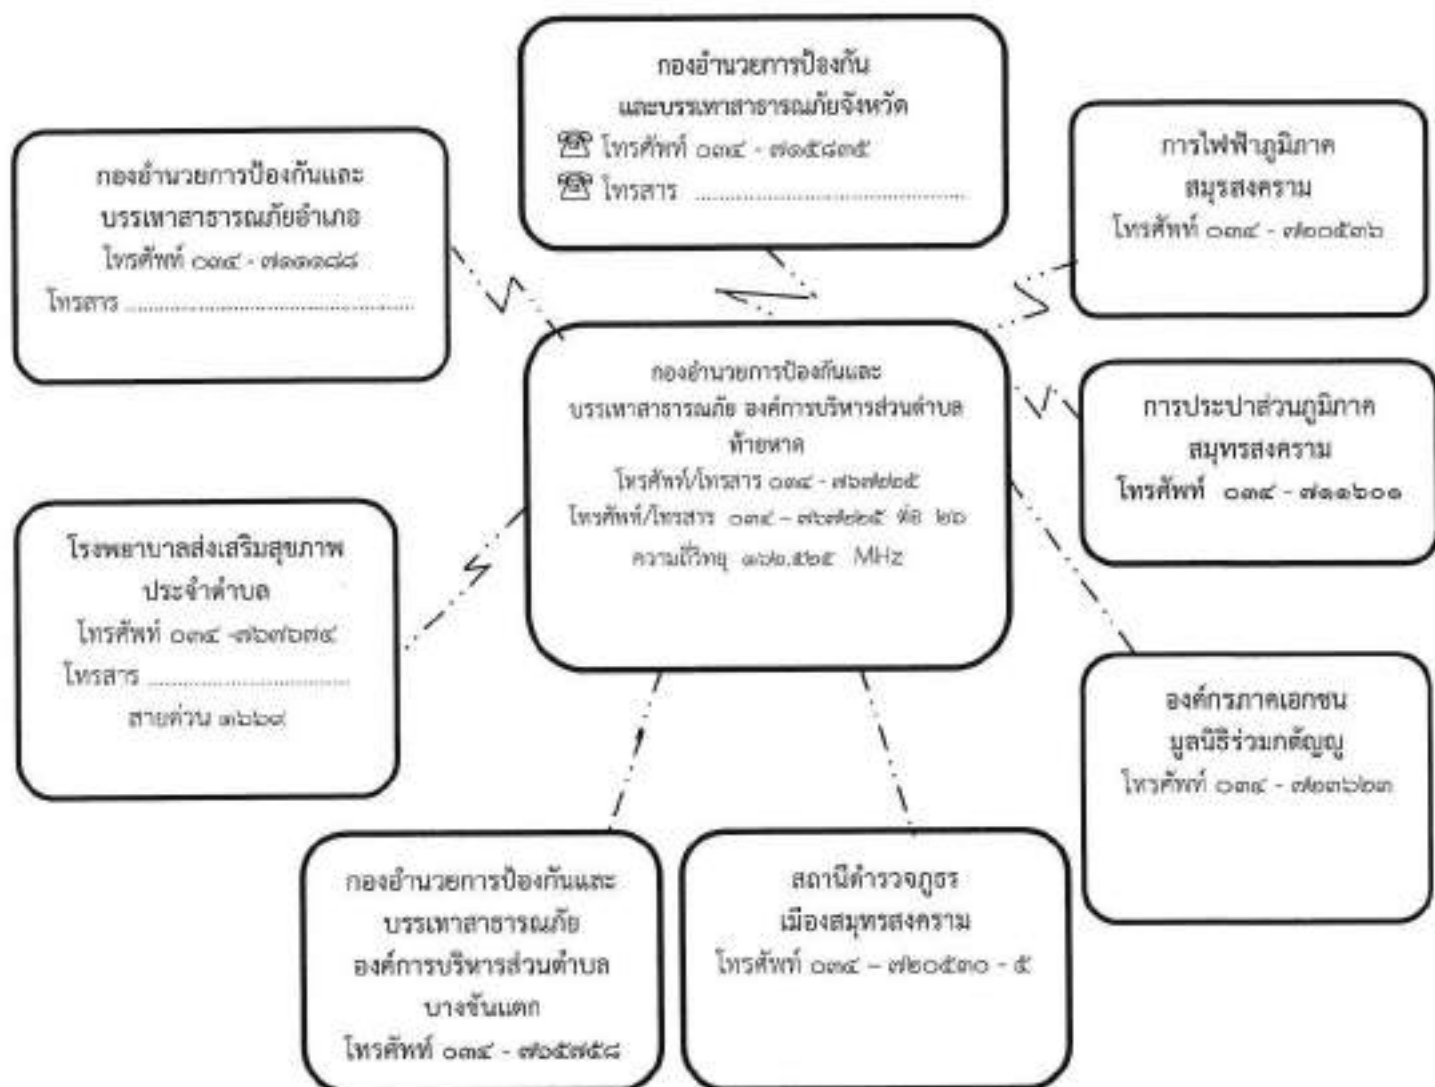 กองอำนวยการป้องกัน
และบรรเทาสาธารณภัยจังหวัด
☎ โทรศัพท์ ๐๓๔ - ๗๑๕๘๓๕
☎ โทรสาร ............................................
กองอำนวยการป้องกันและ
บรรเทาสาธารณภัยอำเภอ
โทรศัพท์ ๐๓๔ - ๗๑๑๑๘๘
โทรสาร ............................................
การไฟฟ้าภูมิภาค
สมุรสงคราม
โทรศัพท์ ๐๓๔ - ๗๒๐๕๓๖
กองอำนวยการป้องกันและ
บรรเทาสาธารณภัย องค์การบริหารส่วนตำบล
ท้ายหาด
โทรศัพท์/โทรสาร ๐๓๔ - ๗๖๗๒๒๕
โทรศัพท์/โทรสาร ๐๓๔ – ๗๖๗๒๒๕ ต่อ ๒๖
ความถี่วิทยุ ๑๖๒.๕๒๕ MHz
การประปาส่วนภูมิภาค
สมุทรสงคราม
โทรศัพท์ ๐๓๔ - ๗๑๑๖๐๑
โรงพยาบาลส่งเสริมสุขภาพ
ประจำตำบล
โทรศัพท์ ๐๓๔ -๗๖๗๖๗๔
โทรสาร ................................
สายด่วน ๑๖๖๙
องค์กรภาคเอกชน
มูลนิธิร่วมกตัญญู
โทรศัพท์ ๐๓๔ - ๗๒๓๖๒๓
กองอำนวยการป้องกันและ
บรรเทาสาธารณภัย
องค์การบริหารส่วนตำบล
บางขันแตก
โทรศัพท์ ๐๓๔ - ๗๖๕๗๕๘
สถานีตำรวจภูธร
เมืองสมุทรสงคราม
โทรศัพท์ ๐๓๔ – ๗๒๐๕๓๐ - ๕